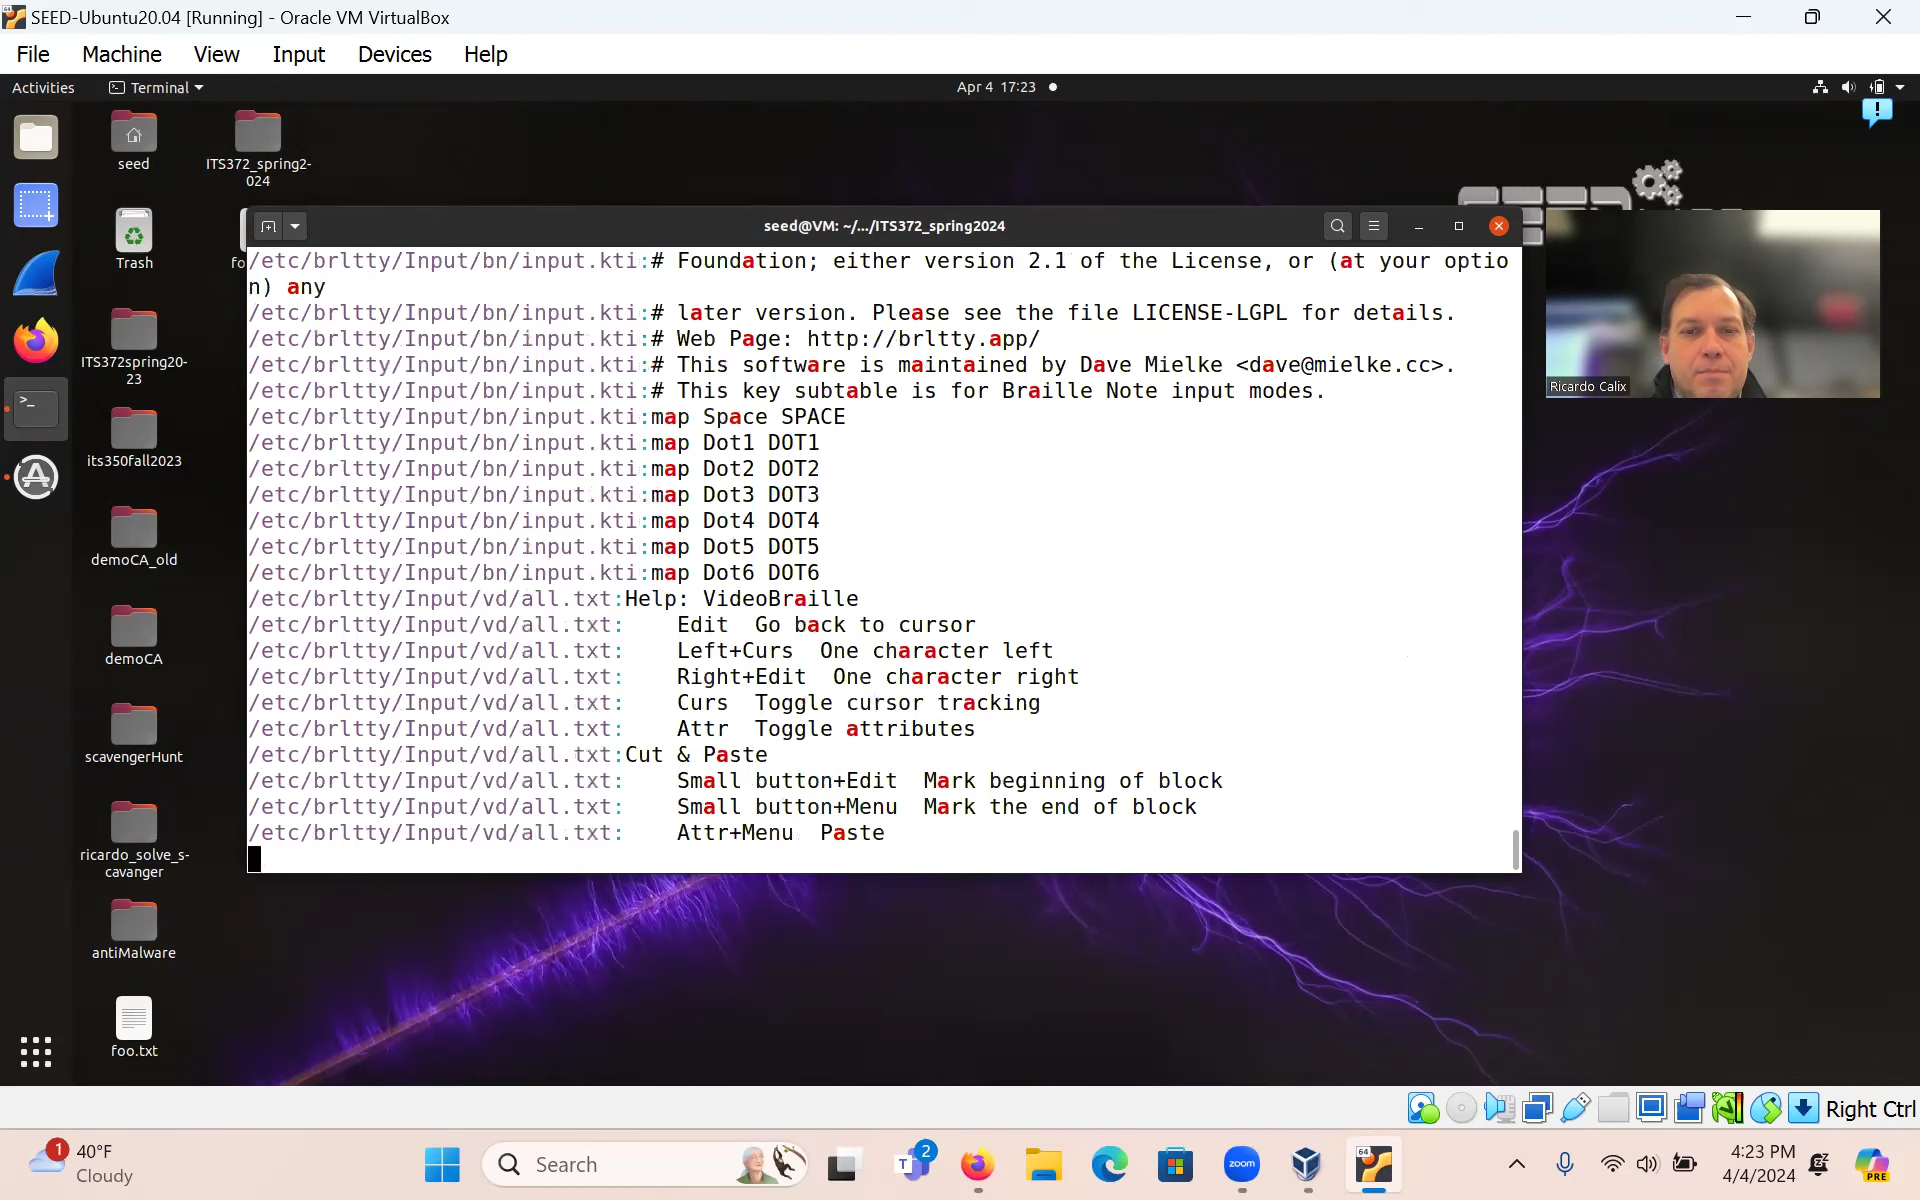 SEED-Ubuntu20.04 [Running] - Oracle VM VirtualBox
File Machine View Input Devices Help
Activities Terminal Apr 4 17:23
seed
ITS372_spring2-
024
Trash
fo
ITS372spring20-
23
its350fall2023
demoCA_old
demoCA
scavengerHunt
ricardo_solve_s-
cavanger
antiMalware
foo.txt
seed@VM: ~/.../ITS372_spring2024
/etc/brltty/Input/bn/input.kti:# Foundation; either version 2.1 of the License, or (at your optio
n) any
/etc/brltty/Input/bn/input.kti:# later version. Please see the file LICENSE-LGPL for details.
/etc/brltty/Input/bn/input.kti:# Web Page: http://brltty.app/
/etc/brltty/Input/bn/input.kti:# This software is maintained by Dave Mielke <dave@mielke.cc>.
/etc/brltty/Input/bn/input.kti:# This key subtable is for Braille Note input modes.
/etc/brltty/Input/bn/input.kti:map Space SPACE
/etc/brltty/Input/bn/input.kti:map Dot1 DOT1
/etc/brltty/Input/bn/input.kti:map Dot2 DOT2
/etc/brltty/Input/bn/input.kti:map Dot3 DOT3
/etc/brltty/Input/bn/input.kti:map Dot4 DOT4
/etc/brltty/Input/bn/input.kti:map Dot5 DOT5
/etc/brltty/Input/bn/input.kti:map Dot6 DOT6
/etc/brltty/Input/vd/all.txt:Help: VideoBraille
/etc/brltty/Input/vd/all.txt:    Edit  Go back to cursor
/etc/brltty/Input/vd/all.txt:    Left+Curs  One character left
/etc/brltty/Input/vd/all.txt:    Right+Edit  One character right
/etc/brltty/Input/vd/all.txt:    Curs  Toggle cursor tracking
/etc/brltty/Input/vd/all.txt:    Attr  Toggle attributes
/etc/brltty/Input/vd/all.txt:Cut & Paste
/etc/brltty/Input/vd/all.txt:    Small button+Edit  Mark beginning of block
/etc/brltty/Input/vd/all.txt:    Small button+Menu  Mark the end of block
/etc/brltty/Input/vd/all.txt:    Attr+Menu  Paste
Ricardo Calix
Right Ctrl
1
40°F
Cloudy
Search
2
zoom
64
4:23 PM
4/4/2024
PRE